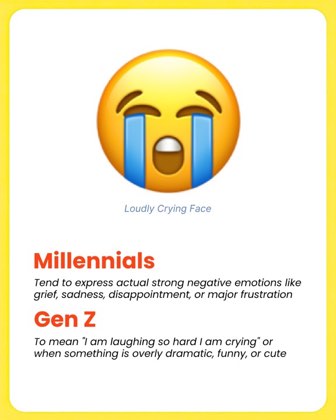 Loudly Crying Face
Millennials
Tend to express actual strong negative emotions like
grief, sadness, disappointment, or major frustration
Gen Z
To mean "I am laughing so hard I am crying" or
when something is overly dramatic, funny, or cute